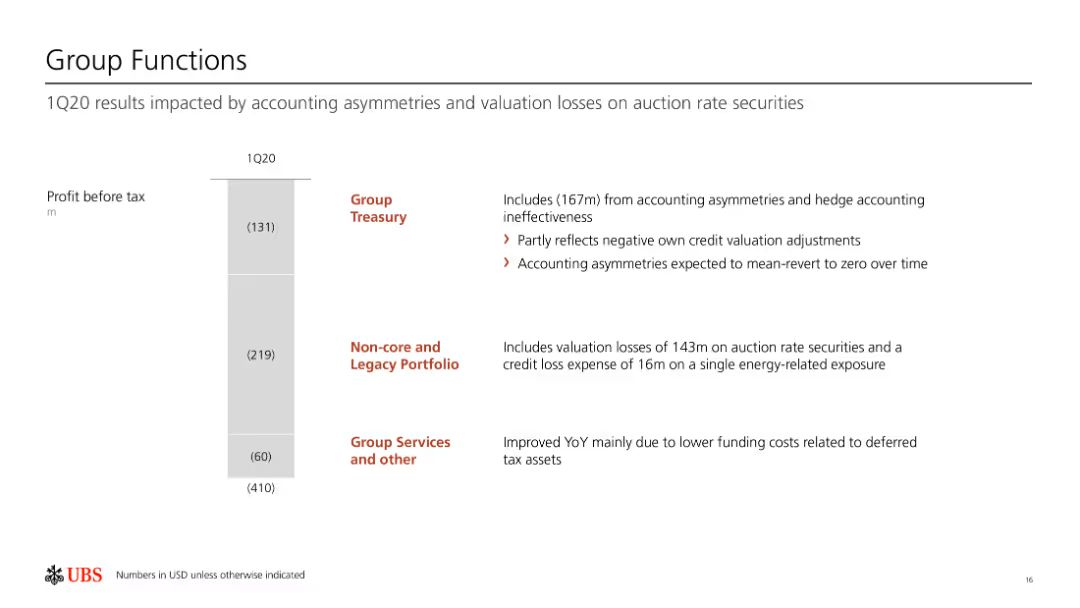 Group Functions
1Q20 results impacted by accounting asymmetries and valuation losses on auction rate securities
1Q20
Profit before tax
m
(131)
Group
Treasury
Includes (167m) from accounting asymmetries and hedge accounting
ineffectiveness
› Partly reflects negative own credit valuation adjustments
› Accounting asymmetries expected to mean-revert to zero over time
(219)
Non-core and
Legacy Portfolio
Includes valuation losses of 143m on auction rate securities and a
credit loss expense of 16m on a single energy-related exposure
(60)
Group Services
and other
Improved YoY mainly due to lower funding costs related to deferred
tax assets
(410)
UBS
Numbers in USD unless otherwise indicated
16